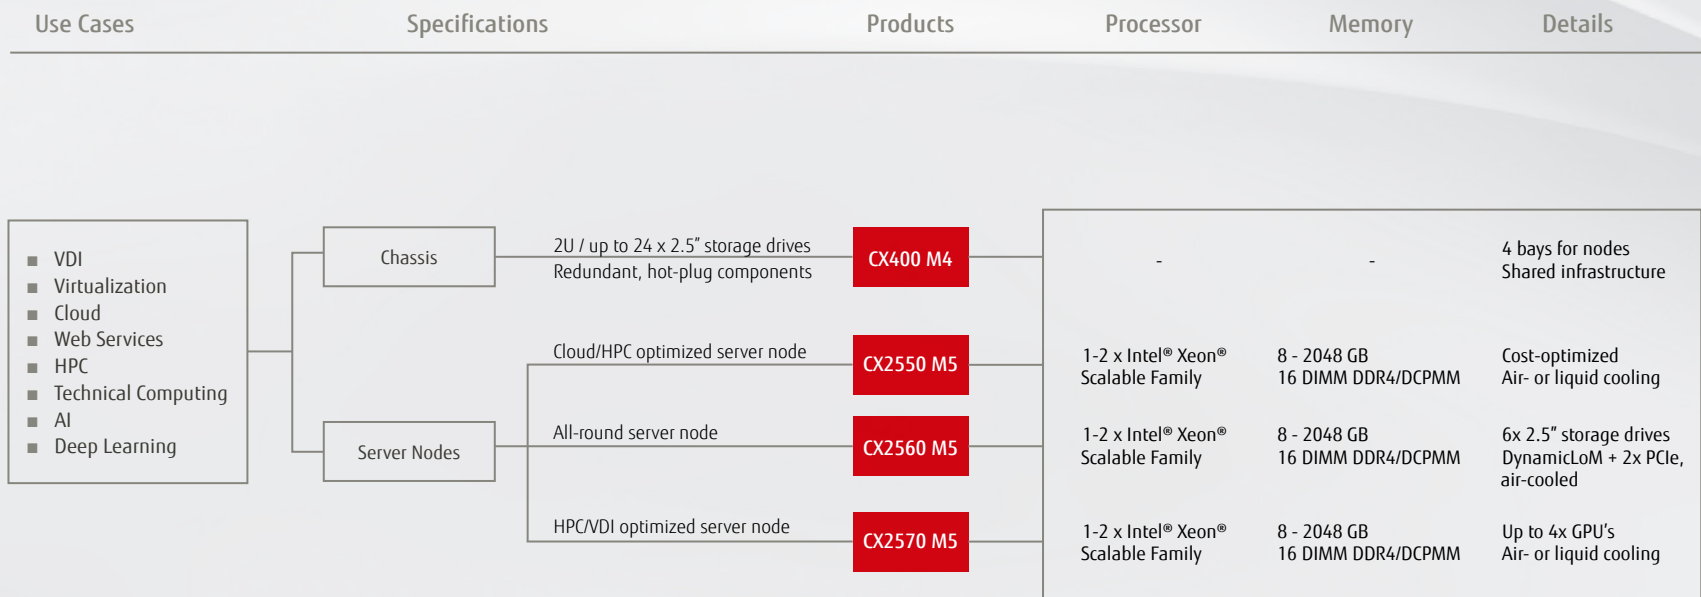 Use Cases Specifications Products Processor Memory Details
VDI
Virtualization
Cloud
Web Services
HPC
Technical Computing
AI
Deep Learning
Chassis
2U / up to 24 x 2.5" storage drives
Redundant, hot-plug components
CX400 M4
-
-
4 bays for nodes
Shared infrastructure
Server Nodes
Cloud/HPC optimized server node
CX2550 M5
1-2 x Intel® Xeon®
Scalable Family
8 - 2048 GB
16 DIMM DDR4/DCPMM
Cost-optimized
Air- or liquid cooling
All-round server node
CX2560 M5
1-2 x Intel® Xeon®
Scalable Family
8 - 2048 GB
16 DIMM DDR4/DCPMM
6x 2.5" storage drives
DynamicLoM + 2x PCIe,
air-cooled
HPC/VDI optimized server node
CX2570 M5
1-2 x Intel® Xeon®
Scalable Family
8 - 2048 GB
16 DIMM DDR4/DCPMM
Up to 4x GPU's
Air- or liquid cooling